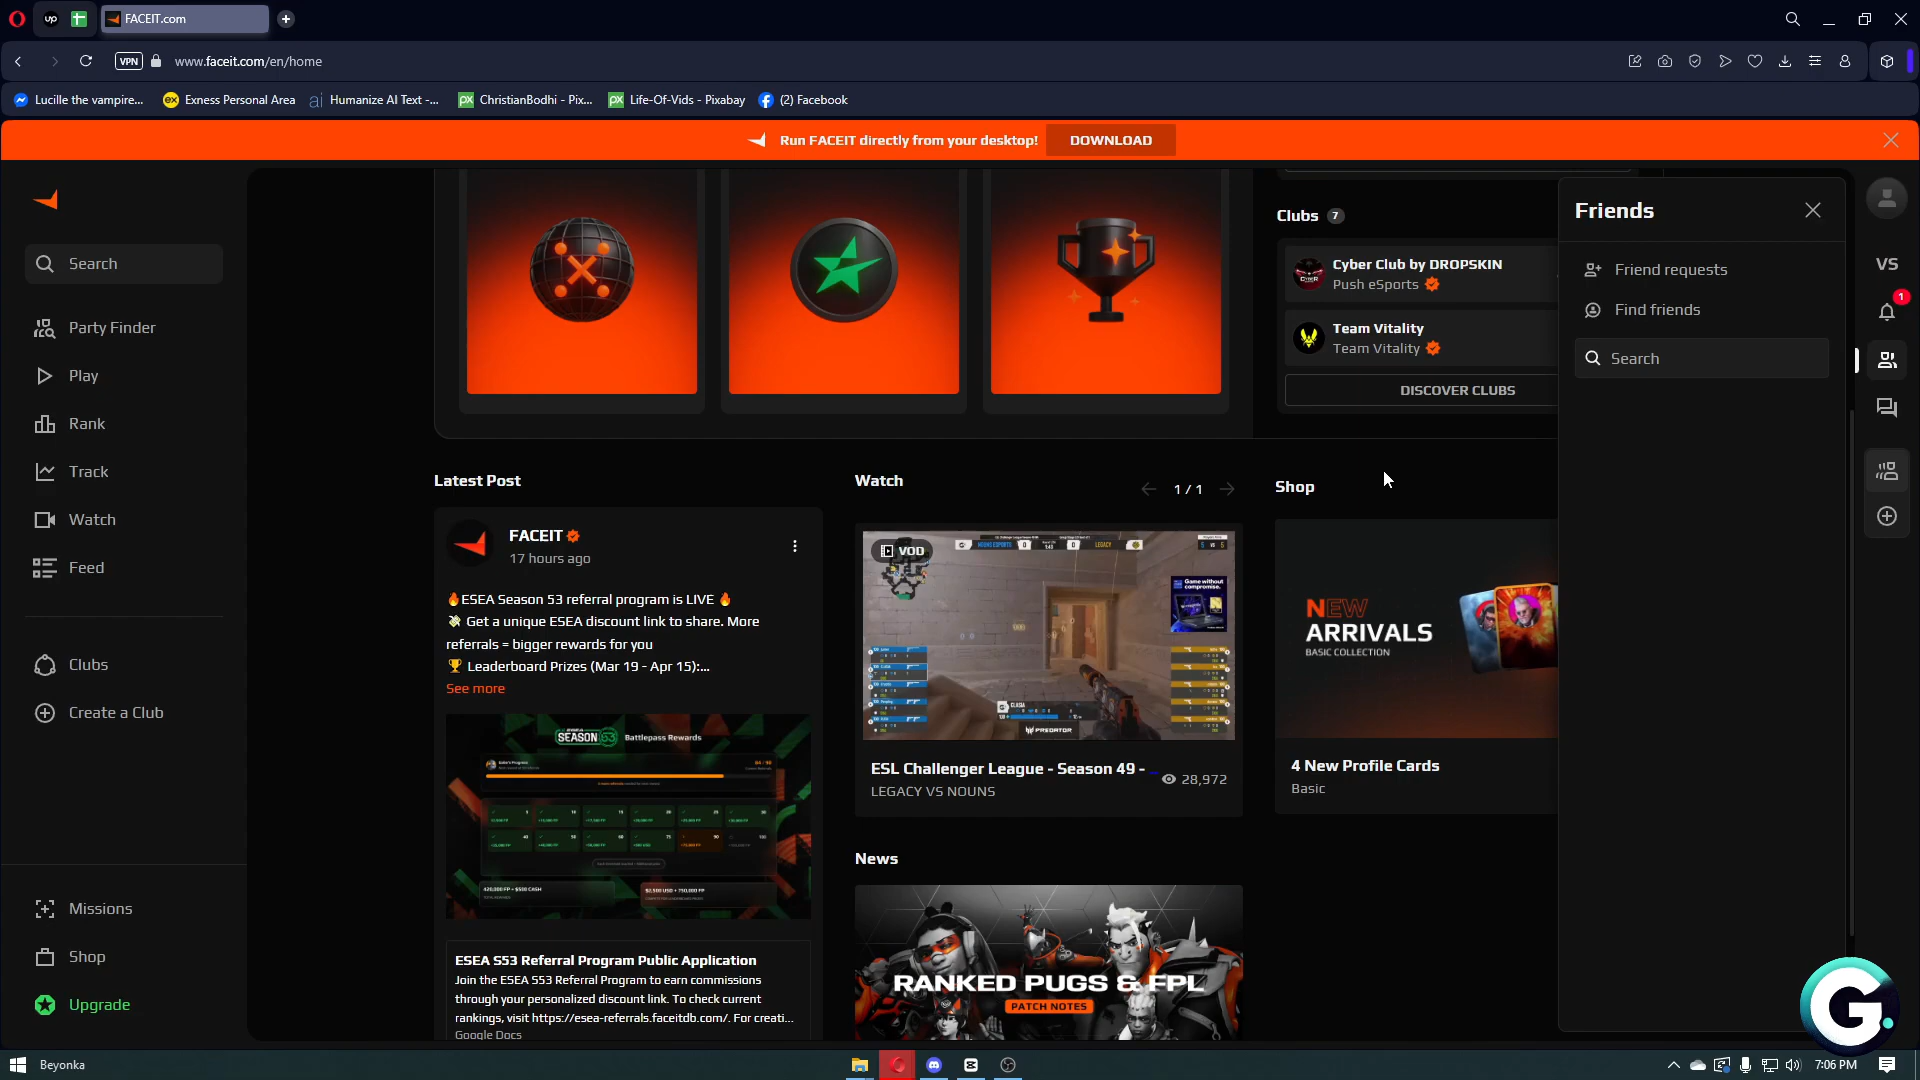 FACEIT.com
VPN
www.faceit.com/en/home
Lucille the vampire...
Exness Personal Area
Humanize AI Text -...
ChristianBodhi - Pix...
Life-Of-Vids - Pixabay
(2) Facebook
Run FACEIT directly from your desktop!
DOWNLOAD
Search
Party Finder
Play
Rank
Track
Watch
Feed
Clubs
Create a Club
Missions
Shop
Upgrade
Clubs 7
Cyber Club by DROPSKIN
Push eSports
Team Vitality
Team Vitality
DISCOVER CLUBS
Friends
Friend requests
Find friends
Search
VS
1
Latest Post
FACEIT
17 hours ago
🔥ESEA Season 53 referral program is LIVE 🔥
💸 Get a unique ESEA discount link to share. More
referrals = bigger rewards for you
🏆 Leaderboard Prizes (Mar 19 - Apr 15):...
See more
SEASON 53
Battlepass Rewards
ESEA S53 Referral Program Public Application
Join the ESEA S53 Referral Program to earn commissions
through your personalized discount link. To check current
rankings, visit https://esea-referrals.faceitdb.com/. For creati...
Google Docs
Watch
1 / 1
VOD
LEGACY
Game without
compromise.
PREDATOR
ESL Challenger League - Season 49 -
28,972
LEGACY VS NOUNS
News
RANKED PUGS & FPL
PATCH NOTES
Shop
NEW
ARRIVALS
BASIC COLLECTION
4 New Profile Cards
Basic
G
Beyonka
7:06 PM